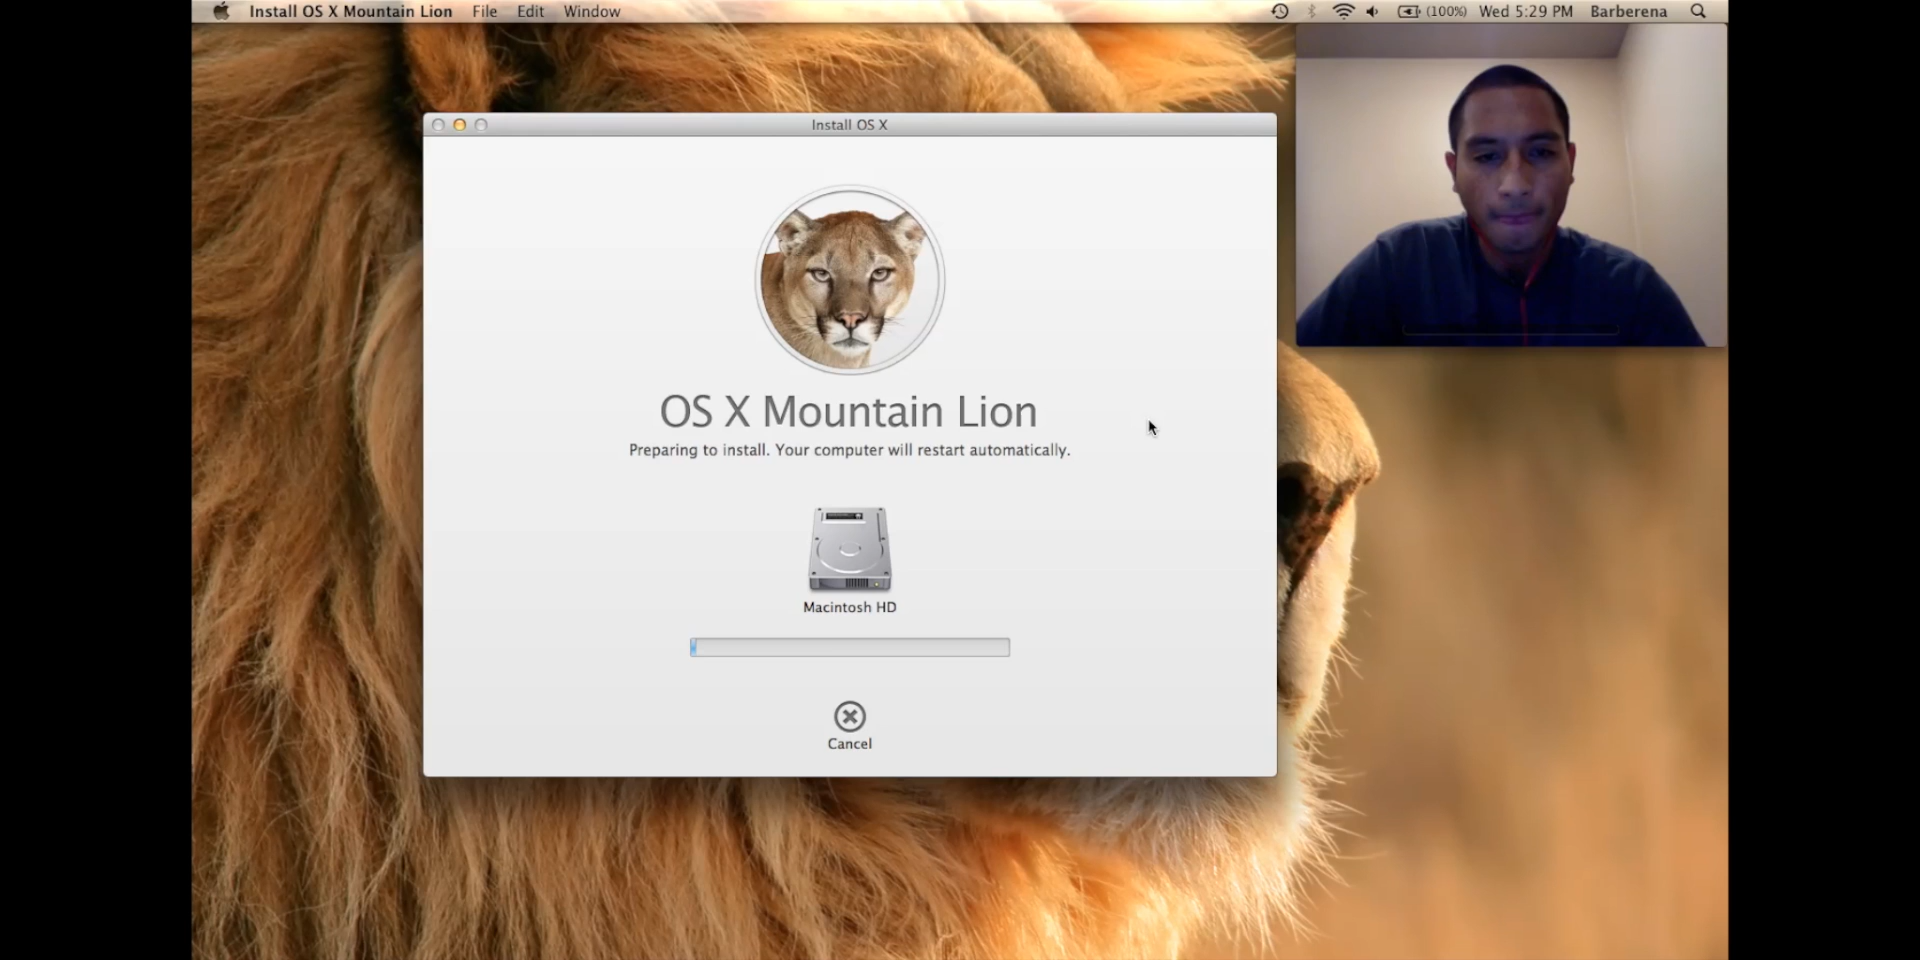 Install OS X Mountain Lion File Edit Window (100%) Wed 5:29 PM Barberena
Install OS X
OS X Mountain Lion
Preparing to install. Your computer will restart automatically.
Macintosh HD
Cancel